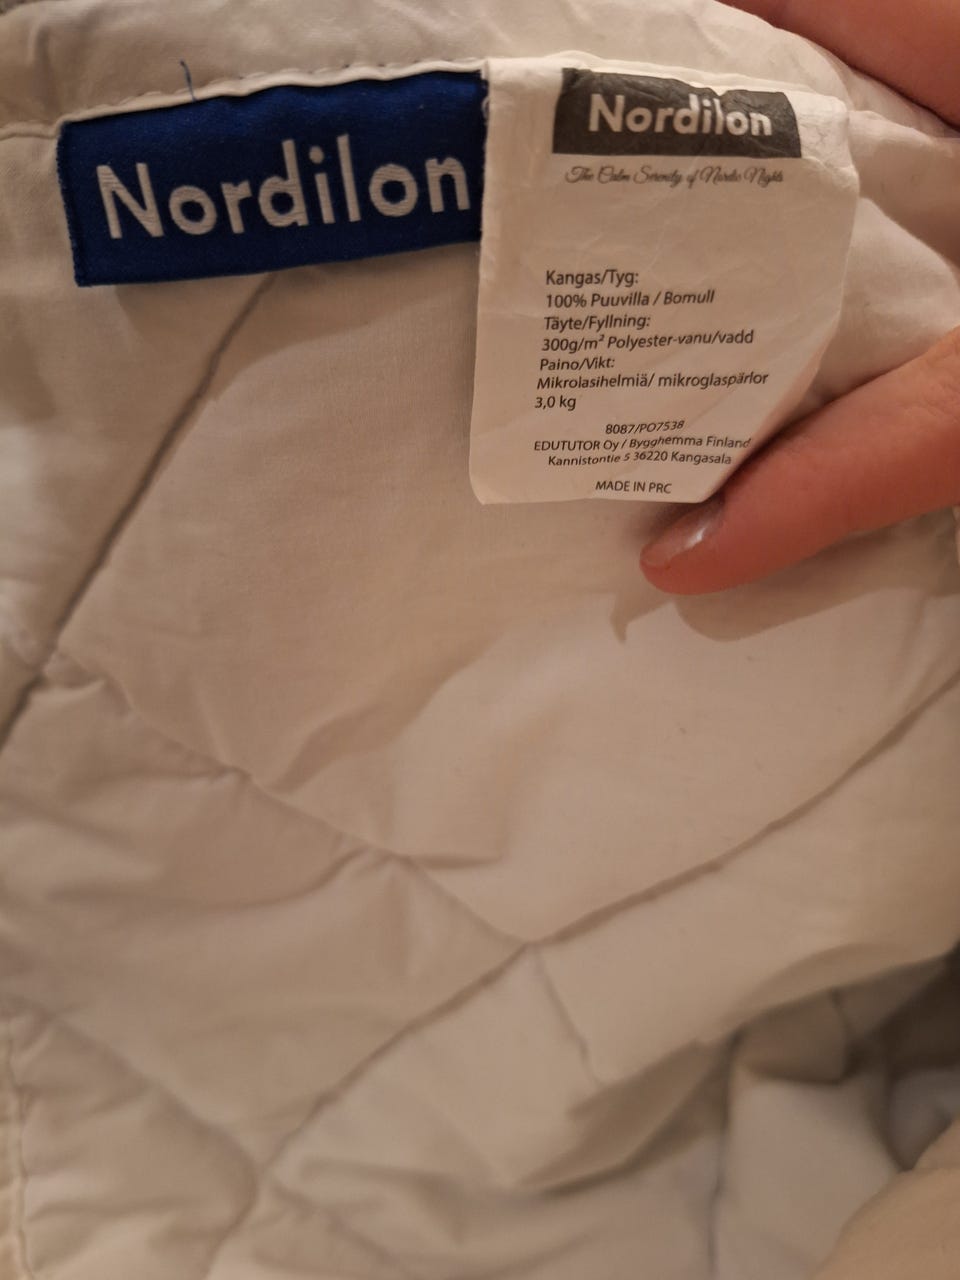 Nordilon
Nordilon
The Calm Serenity of Nordic Nights
Kangas/Tyg:
100% Puuvilla / Bomull
Täyte/Fyllning:
300g/m² Polyester-vanu/vadd
Paino/Vikt:
Mikrolasihelmiä/ mikroglaspärlor
3,0 kg
8087/PO7538
EDUTUTOR Oy / Bygghemma Finland
Kannistontie 5 36220 Kangasala
MADE IN PRC